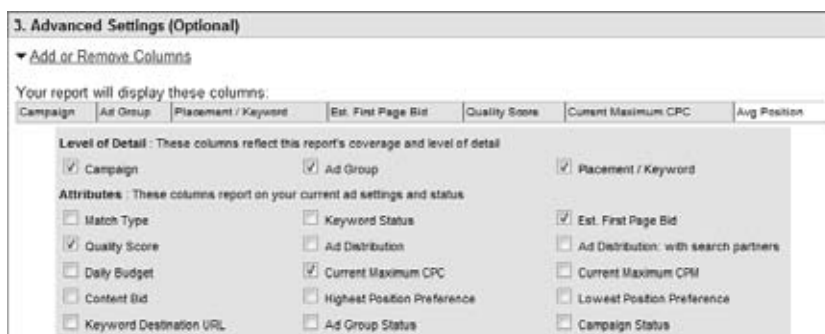 3. Advanced Settings (Optional)
Add or Remove Columns
Your report will display these columns:
Campaign Ad Group Placement / Keyword Est. First Page Bid Quality Score Current Maximum CPC Avg Position
Level of Detail : These columns reflect this report's coverage and level of detail
Campaign Ad Group Placement / Keyword
Attributes : These columns report on your current ad settings and status
Match Type Keyword Status Est. First Page Bid
Quality Score Ad Distribution Ad Distribution: with search partners
Daily Budget Current Maximum CPC Current Maximum CPM
Content Bid Highest Position Preference Lowest Position Preference
Keyword Destination URL Ad Group Status Campaign Status